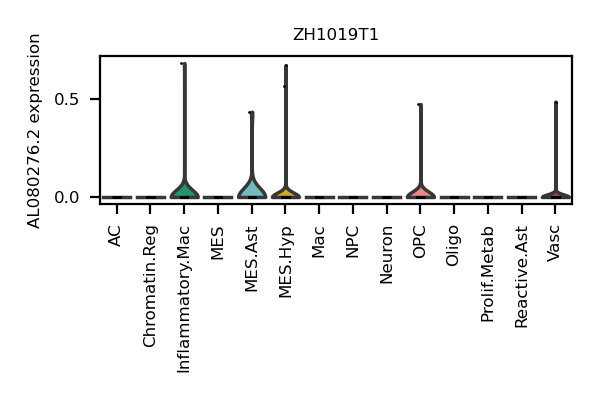 ZH1019T1
AL080276.2 expression
0.5
0.0
AC
Chromatin.Reg
Inflammatory.Mac
MES
MES.Ast
MES.Hyp
Mac
NPC
Neuron
OPC
Oligo
Prolif.Metab
Reactive.Ast
Vasc